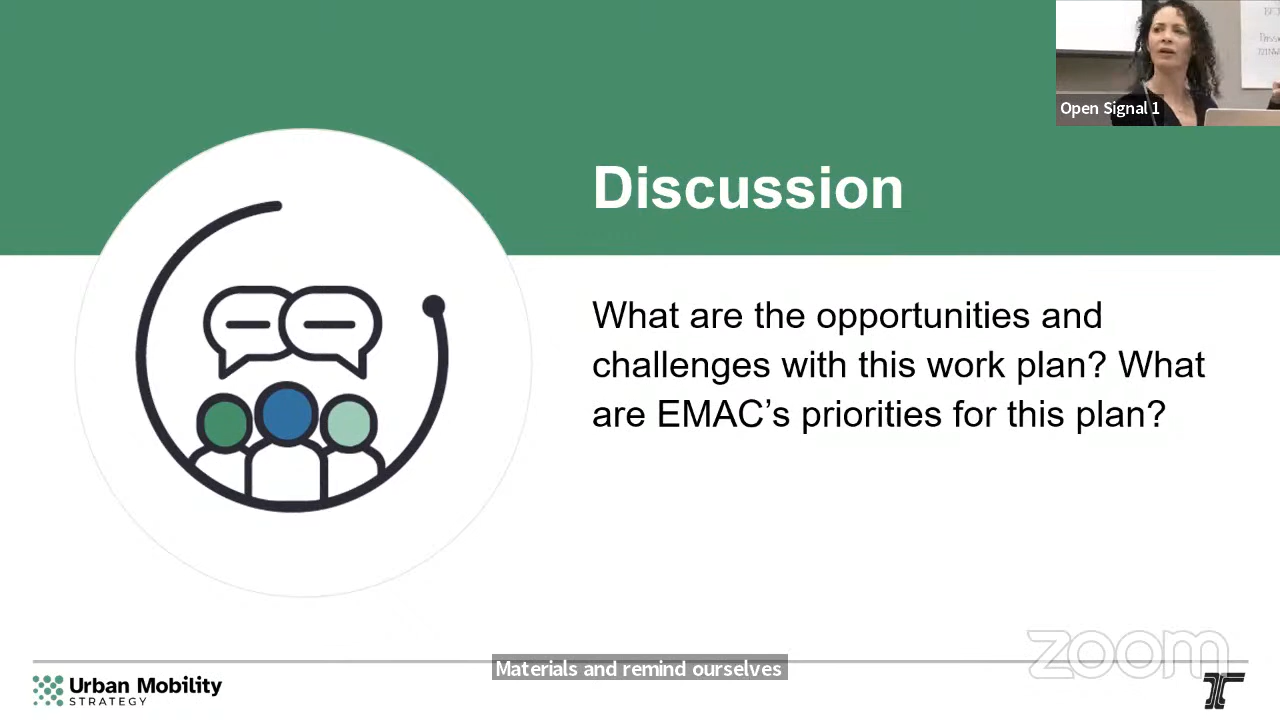 Open Signal 1
Discussion
What are the opportunities and
challenges with this work plan? What
are EMAC’s priorities for this plan?
zoom
Materials and remind ourselves
Urban Mobility
STRATEGY